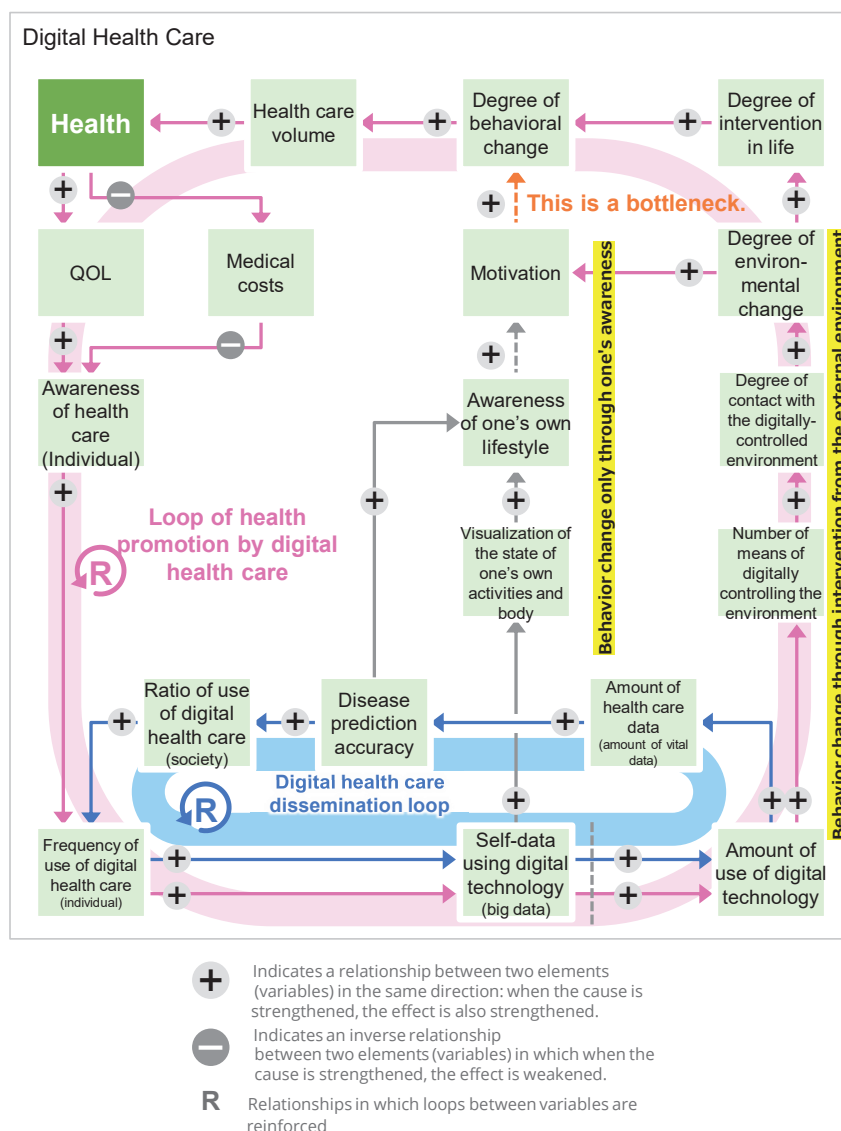 Digital Health Care
Health
Health care
volume
Degree of
behavioral
change
Degree of
intervention
in life
+
+
+
+
−
+
This is a bottleneck.
+
QOL
Medical
costs
Motivation
+
Degree of
environ-
mental
change
+
−
+
+
Awareness
of health
care
(Individual)
Awareness
of one's own
lifestyle
Degree of
contact with
the digitally-
controlled
environment
Behavior change only through one's awareness
Behavior change through intervention from the external environment
+
+
+
+
Loop of health
promotion by digital
health care
R
Visualization of
the state of
one's own
activities and
body
Number of
means of
digitally
controlling the
environment
Ratio of use
of digital
health care
(society)
Disease
prediction
accuracy
Amount of
health care
data
(amount of vital
data)
+
+
+
Digital health care
dissemination loop
R
+
+
+
Frequency of
use of digital
health care
(individual)
Self-data
using digital
technology
(big data)
Amount of
use of digital
technology
+
+
+
+
+
Indicates a relationship between two elements
(variables) in the same direction: when the cause is
strengthened, the effect is also strengthened.
−
Indicates an inverse relationship
between two elements (variables) in which when the
cause is strengthened, the effect is weakened.
R
Relationships in which loops between variables are
reinforced